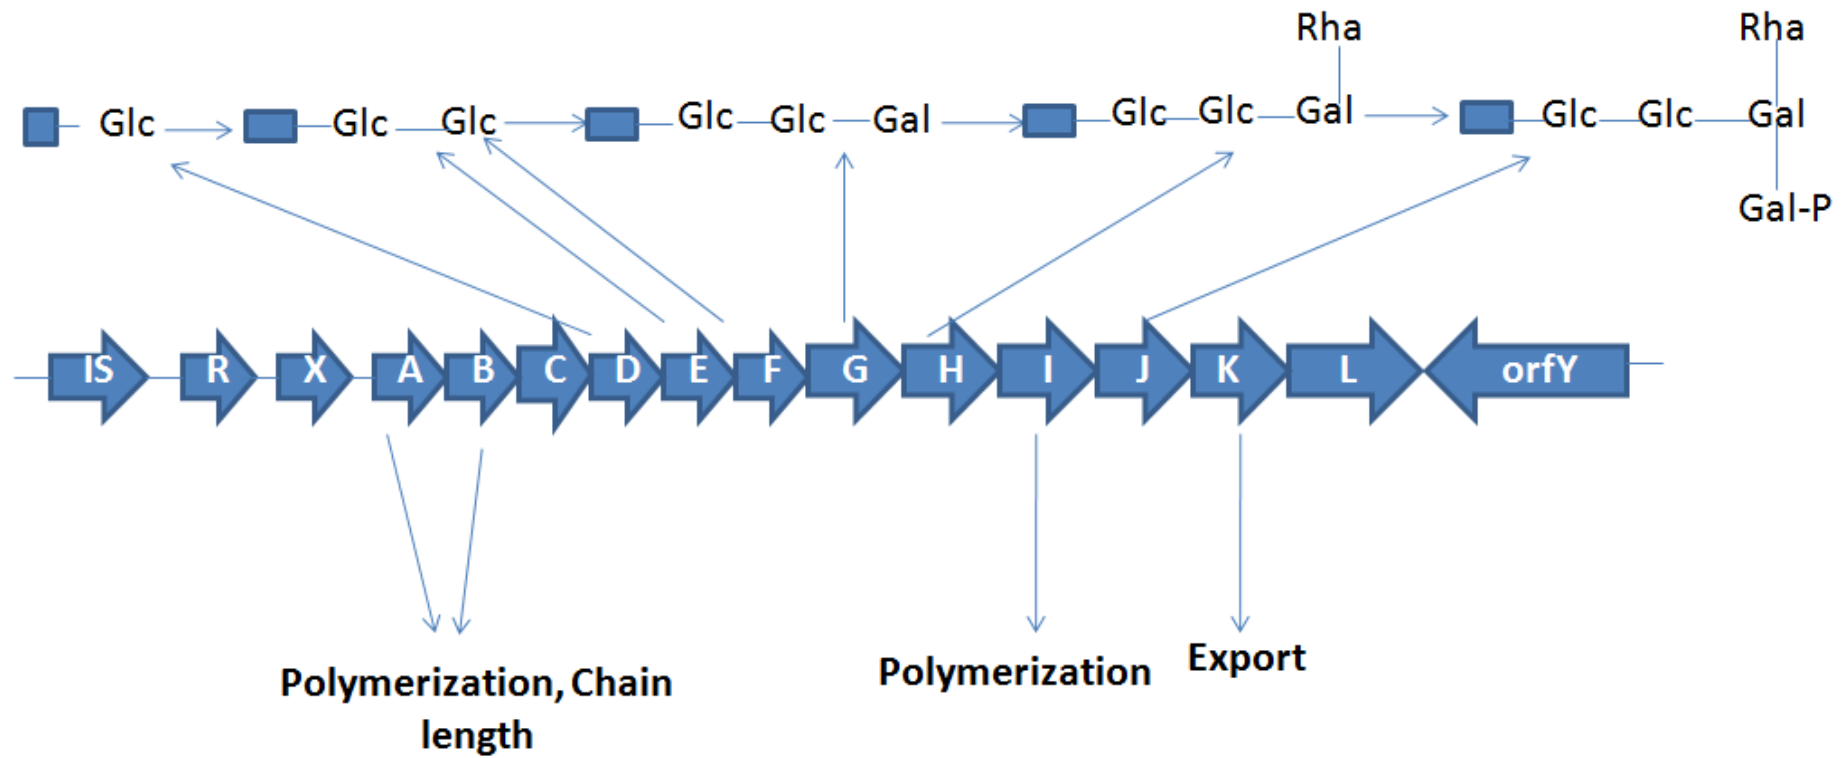 Rha Rha
Glc Glc Glc Glc Glc Gal Glc Glc Gal Glc Glc Gal
Gal-P
IS R X A B C D E F G H I J K L orfY
Polymerization, Chain
length
Polymerization
Export